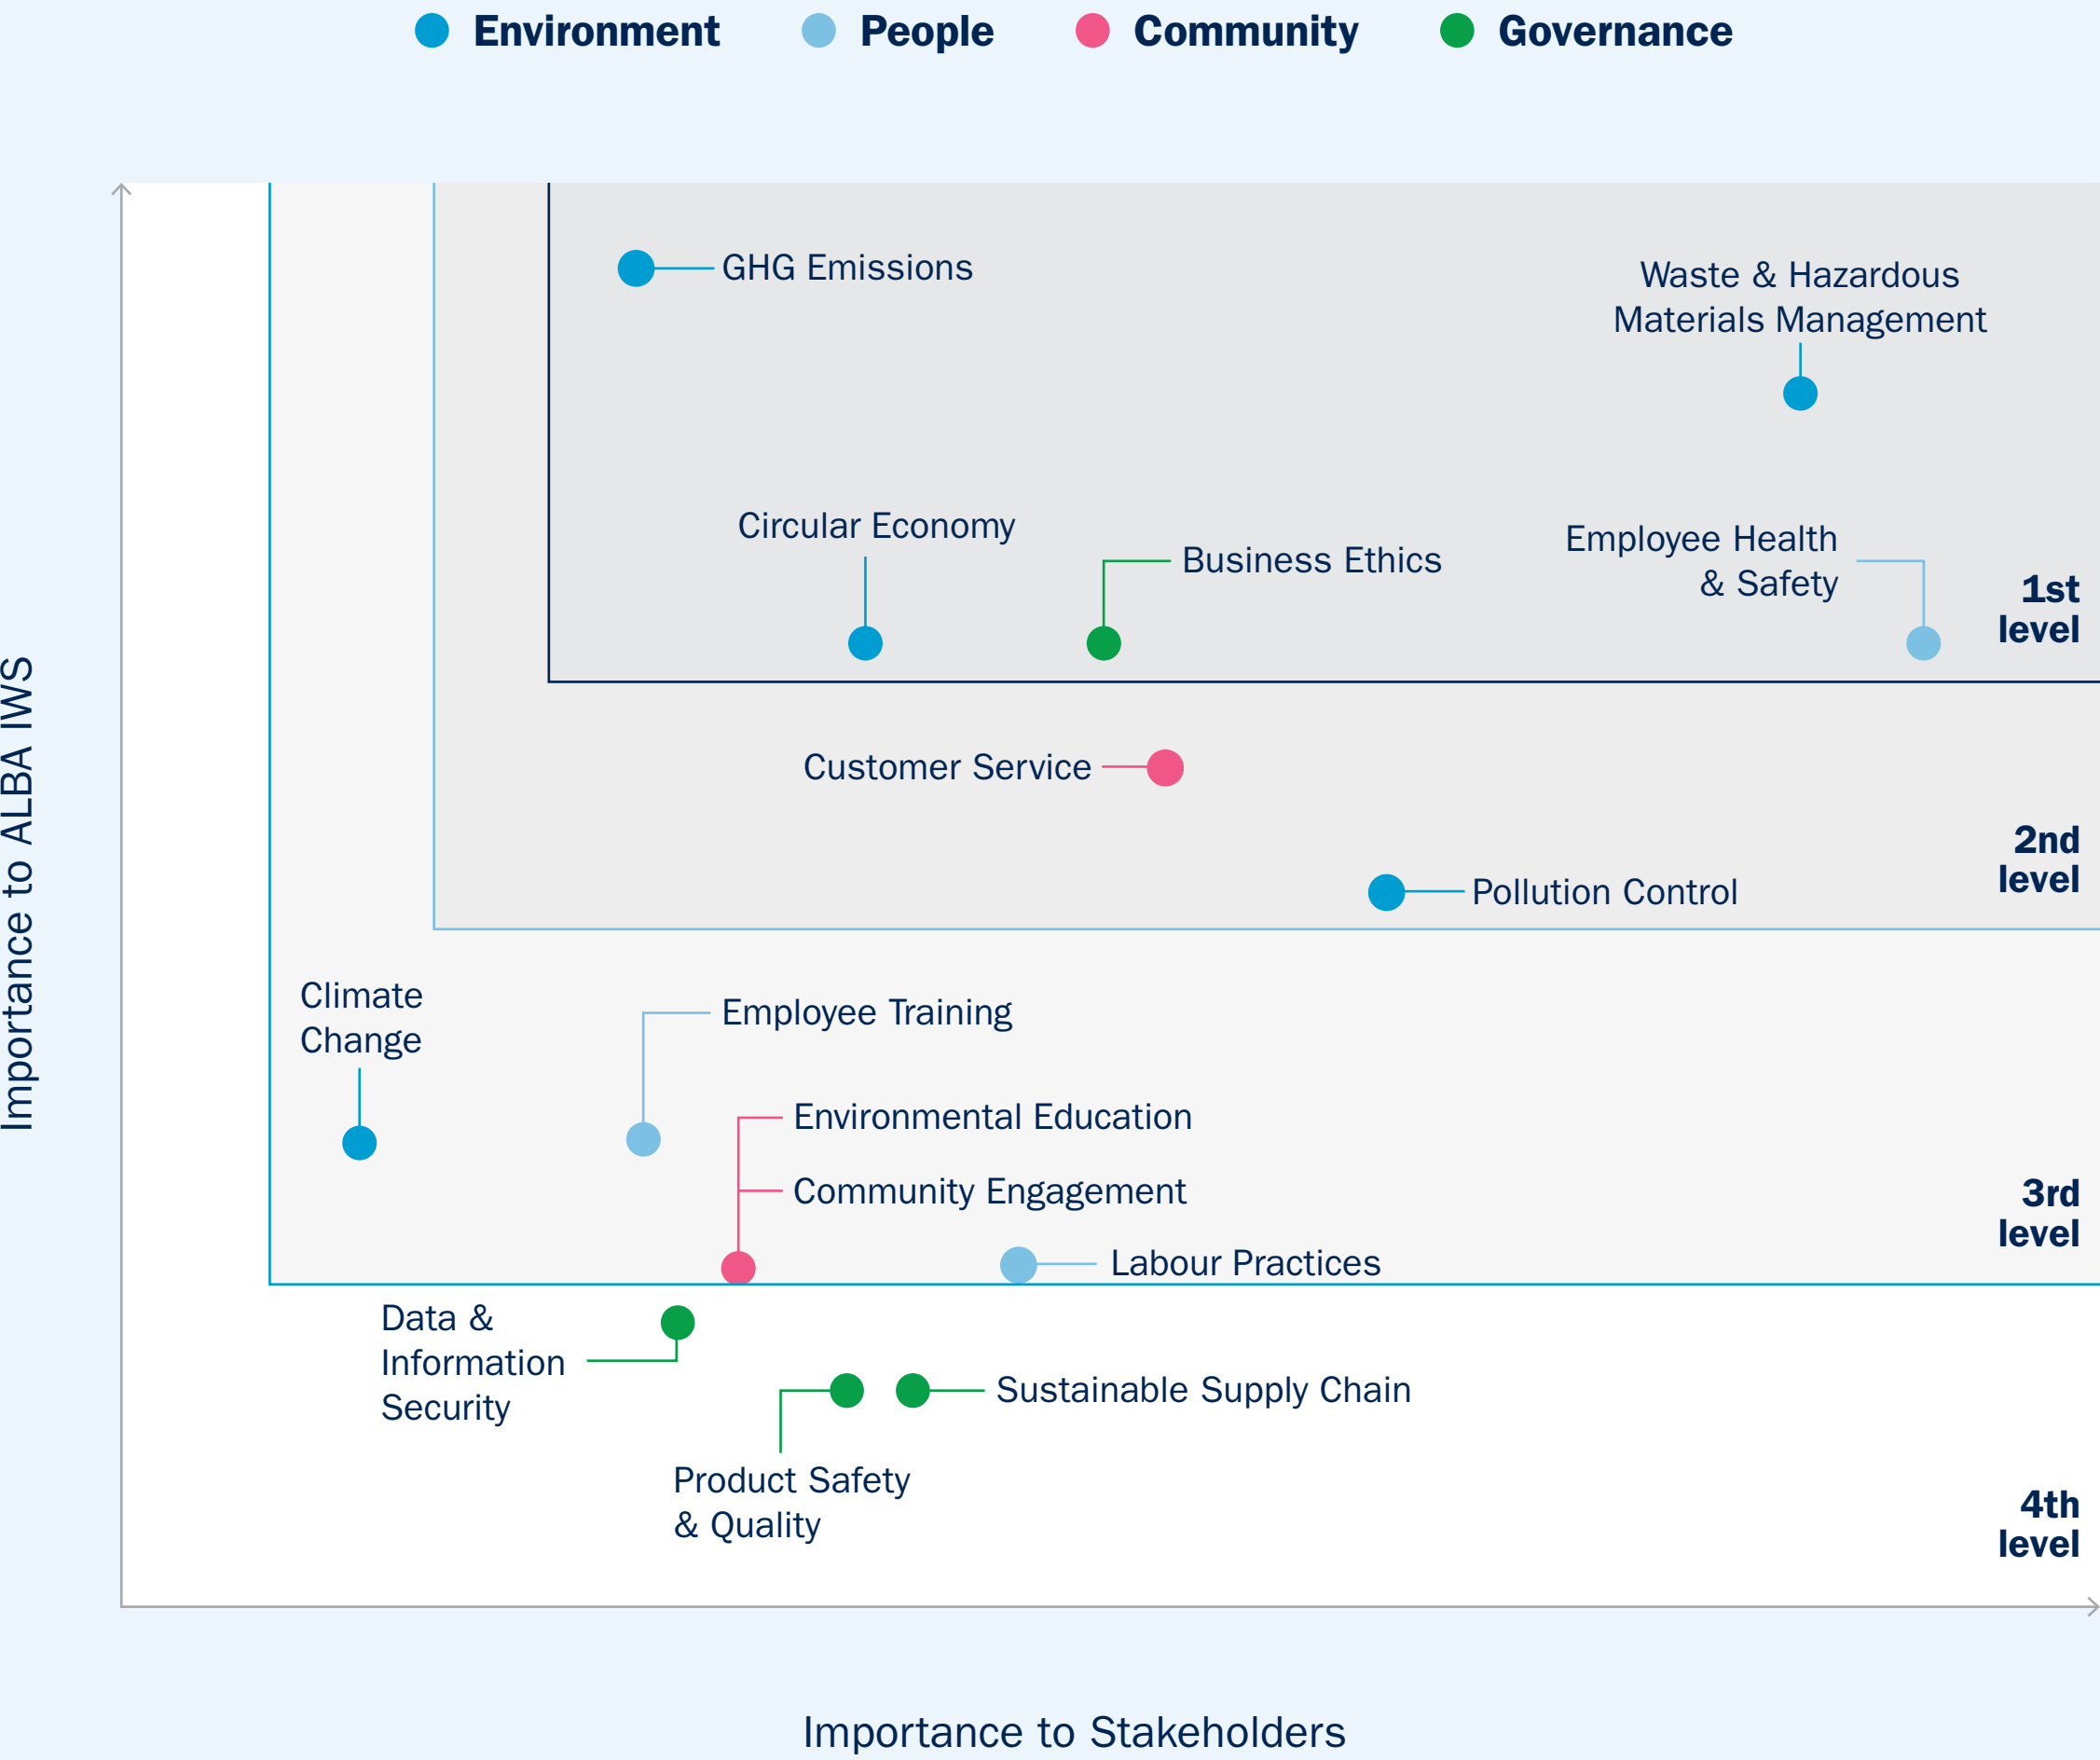 Environment
People
Community
Governance
Importance to ALBA IWS
GHG Emissions
Waste & Hazardous
Materials Management
Circular Economy
Business Ethics
Employee Health
& Safety
1st
level
Customer Service
2nd
level
Pollution Control
Climate
Change
Employee Training
Environmental Education
Community Engagement
3rd
level
Labour Practices
Data &
Information
Security
Sustainable Supply Chain
Product Safety
& Quality
4th
level
Importance to Stakeholders